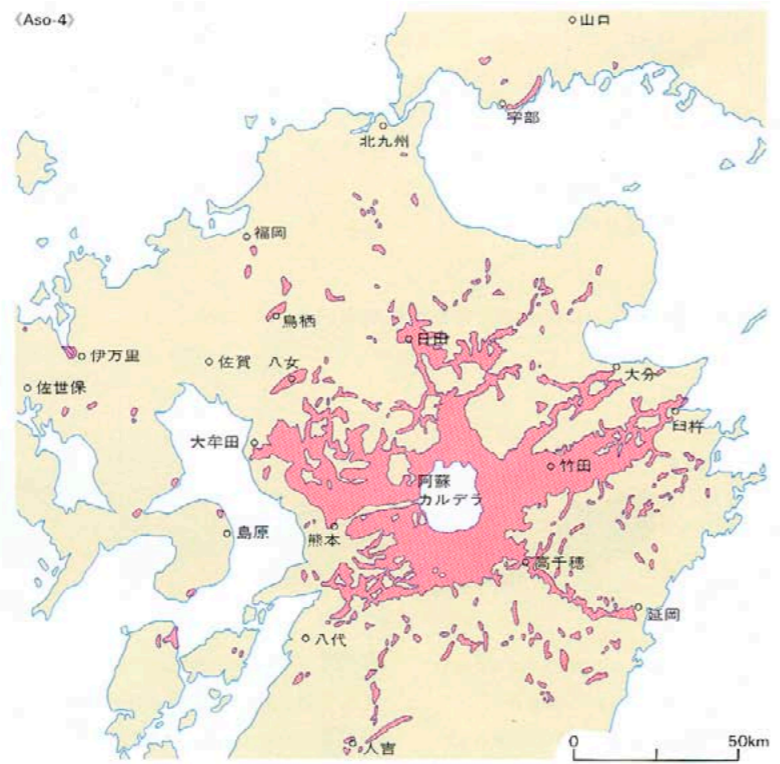 《Aso-4》
山口
宇部
北九州
福岡
鳥栖
日田
伊万里
佐賀
八女
大分
佐世保
臼杵
大牟田
竹田
阿蘇
カルデラ
島原
熊本
高千穂
延岡
八代
人吉
0 50km